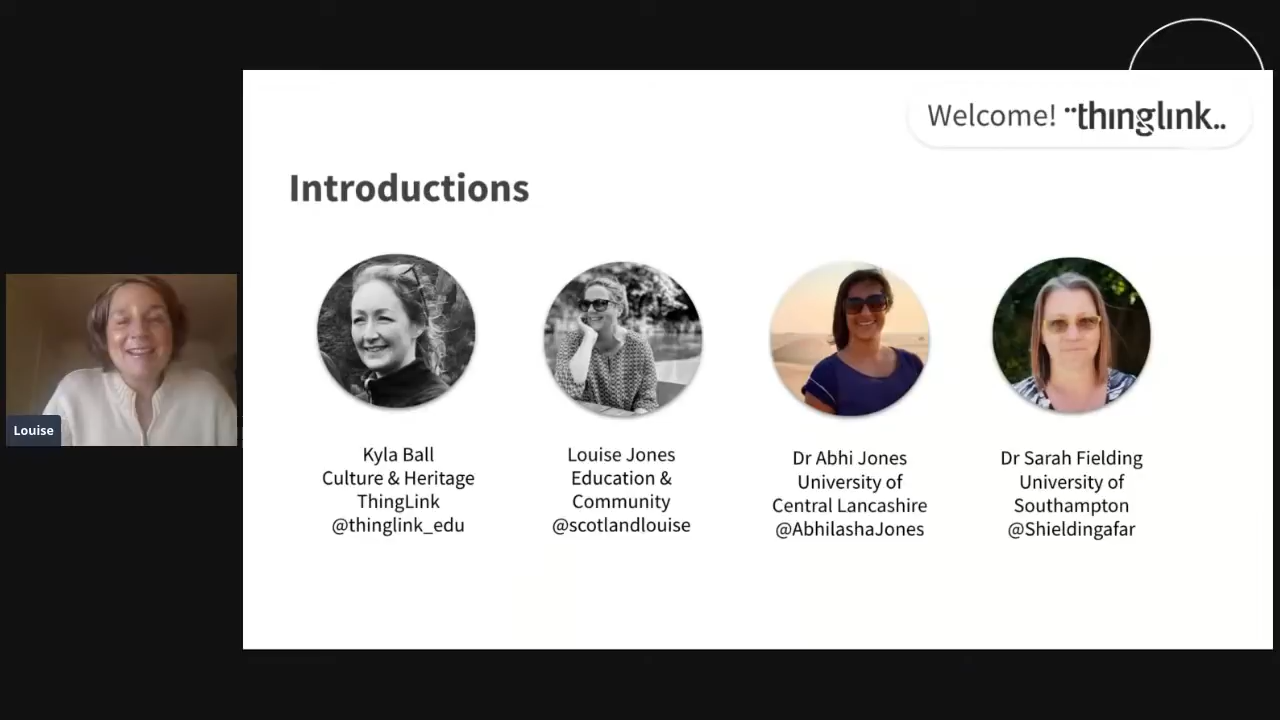 Welcome! ¨thinglink..
Introductions
Louise
Kyla Ball
Culture & Heritage
ThingLink
@thinglink_edu
Louise Jones
Education &
Community
@scotlandlouise
Dr Abhi Jones
University of
Central Lancashire
@AbhilashaJones
Dr Sarah Fielding
University of
Southampton
@Shieldingafar